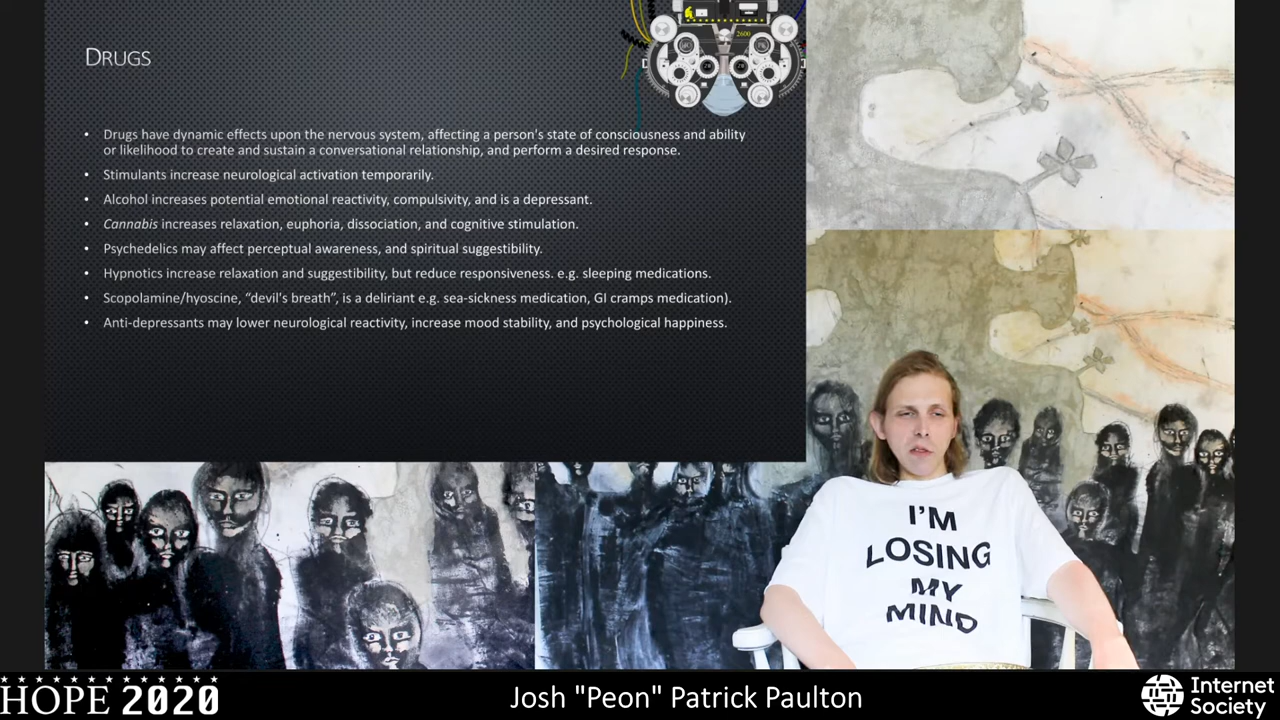 DRUGS
2600
• Drugs have dynamic effects upon the nervous system, affecting a person's state of consciousness and ability
or likelihood to create and sustain a conversational relationship, and perform a desired response.
• Stimulants increase neurological activation temporarily.
• Alcohol increases potential emotional reactivity, compulsivity, and is a depressant.
• Cannabis increases relaxation, euphoria, dissociation, and cognitive stimulation.
• Psychedelics may affect perceptual awareness, and spiritual suggestibility.
• Hypnotics increase relaxation and suggestibility, but reduce responsiveness. e.g. sleeping medications.
• Scopolamine/hyoscine, “devil's breath”, is a deliriant e.g. sea-sickness medication, GI cramps medication).
• Anti-depressants may lower neurological reactivity, increase mood stability, and psychological happiness.
I'M
LOSING
MY
MIND
HOPE 2020
Josh "Peon" Patrick Paulton
Internet
Society